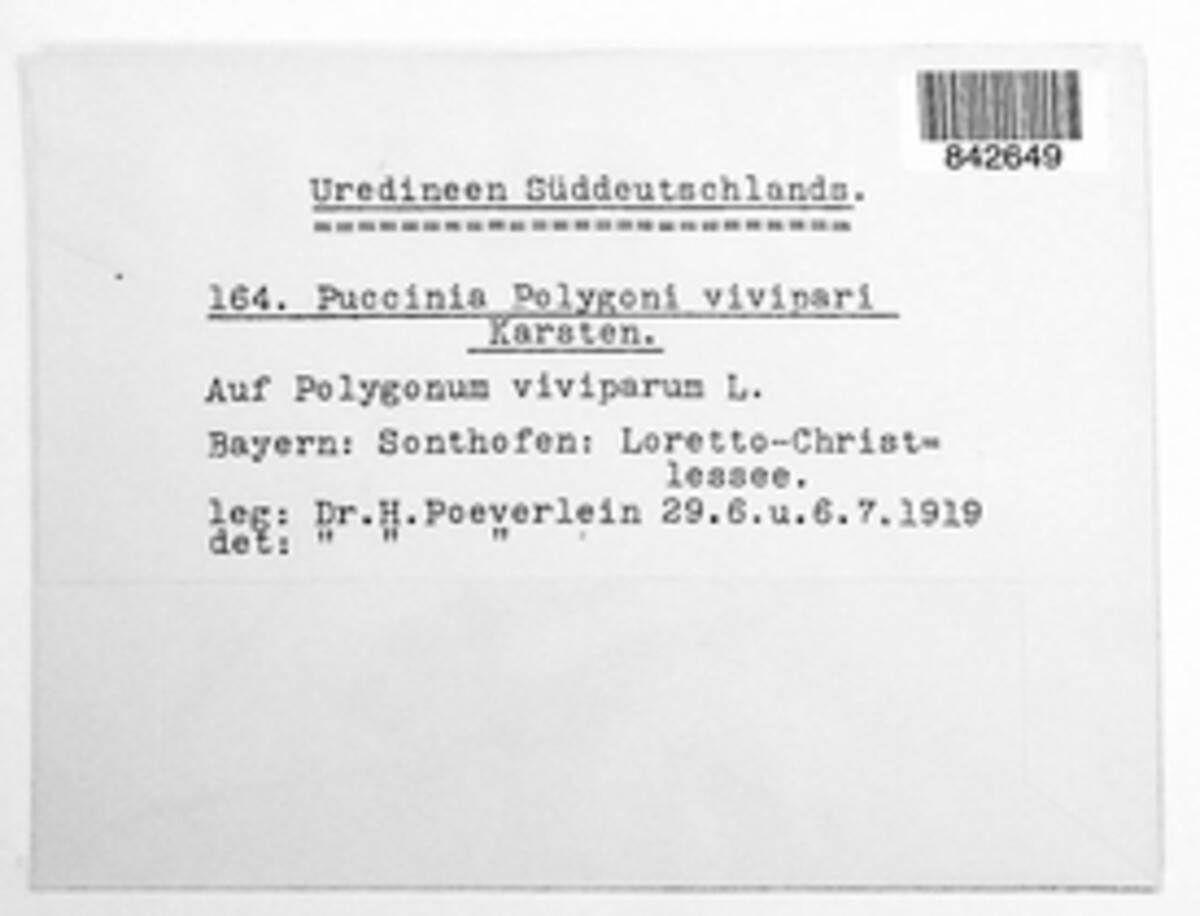 842649
Uredineen Süddeutschlands.
=========================
164. Puccinia Polygoni vivipari
Karsten.
Auf Polygonum viviparum L.
Bayern: Sonthofen: Loretto-Christ=
lessee.
leg: Dr.H.Poeverlein 29.6.u.6.7.1919
det: " " "